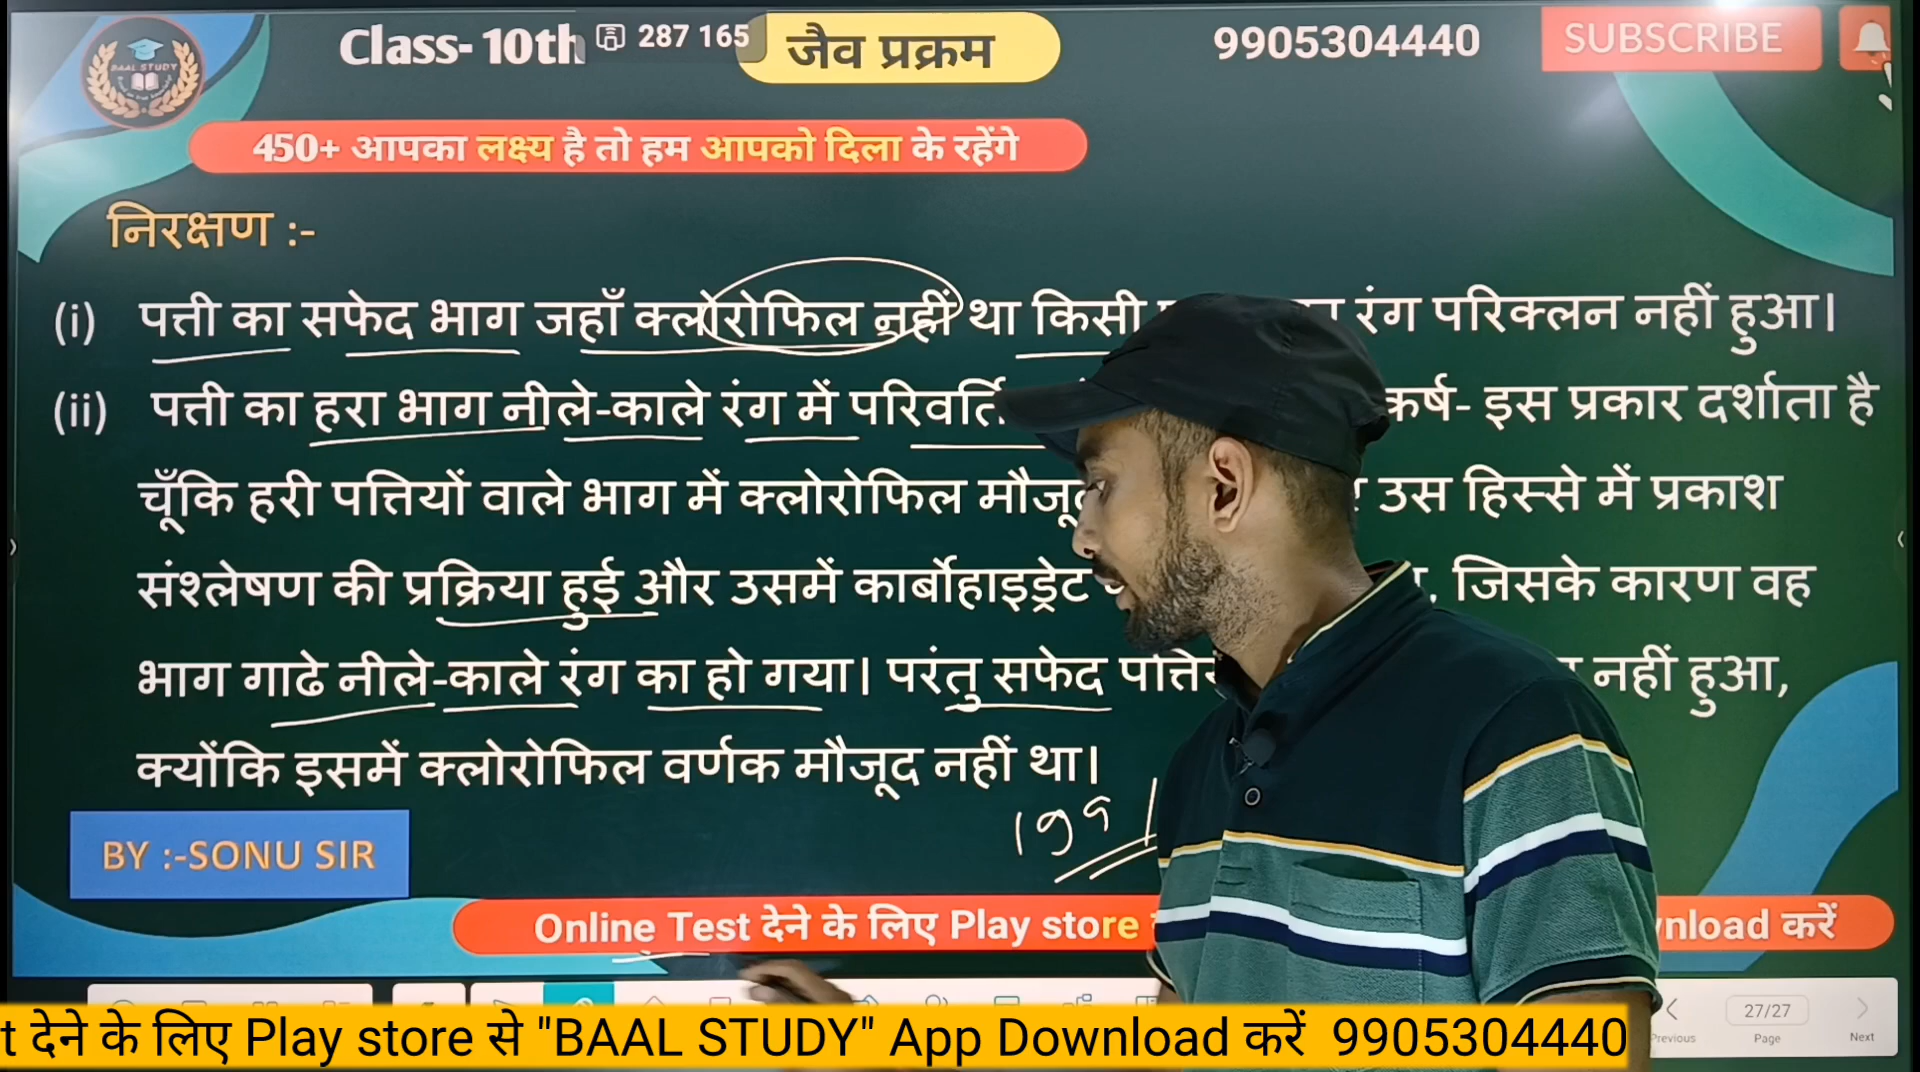 BAAL STUDY
Class- 10th
287 165
जैव प्रक्रम
9905304440
SUBSCRIBE
450+ आपका लक्ष्य है तो हम आपको दिला के रहेंगे
निरक्षण :-
(i) पत्ती का सफेद भाग जहाँ क्लोरोफिल नहीं था किसी रंग परिक्लन नहीं हुआ।
(ii) पत्ती का हरा भाग नीले-काले रंग में इस प्रकार दर्शाता है
चूँकि हरी पत्तियों वाले भाग में क्लोरोफिल उस हिस्से में प्रकाश
संश्लेषण की प्रक्रिया हुई और उसमें कार्बोहाइड्रेट जिसके कारण वह
भाग गाढे नीले-काले रंग का हो गया। परंतु सफेद नहीं हुआ,
क्योंकि इसमें क्लोरोफिल वर्णक मौजूद नहीं था।
BY :-SONU SIR
Online Test देने के लिए Play store करें
27/27
Previous Page Next
t देने के लिए Play store से "BAAL STUDY" App Download करें 9905304440